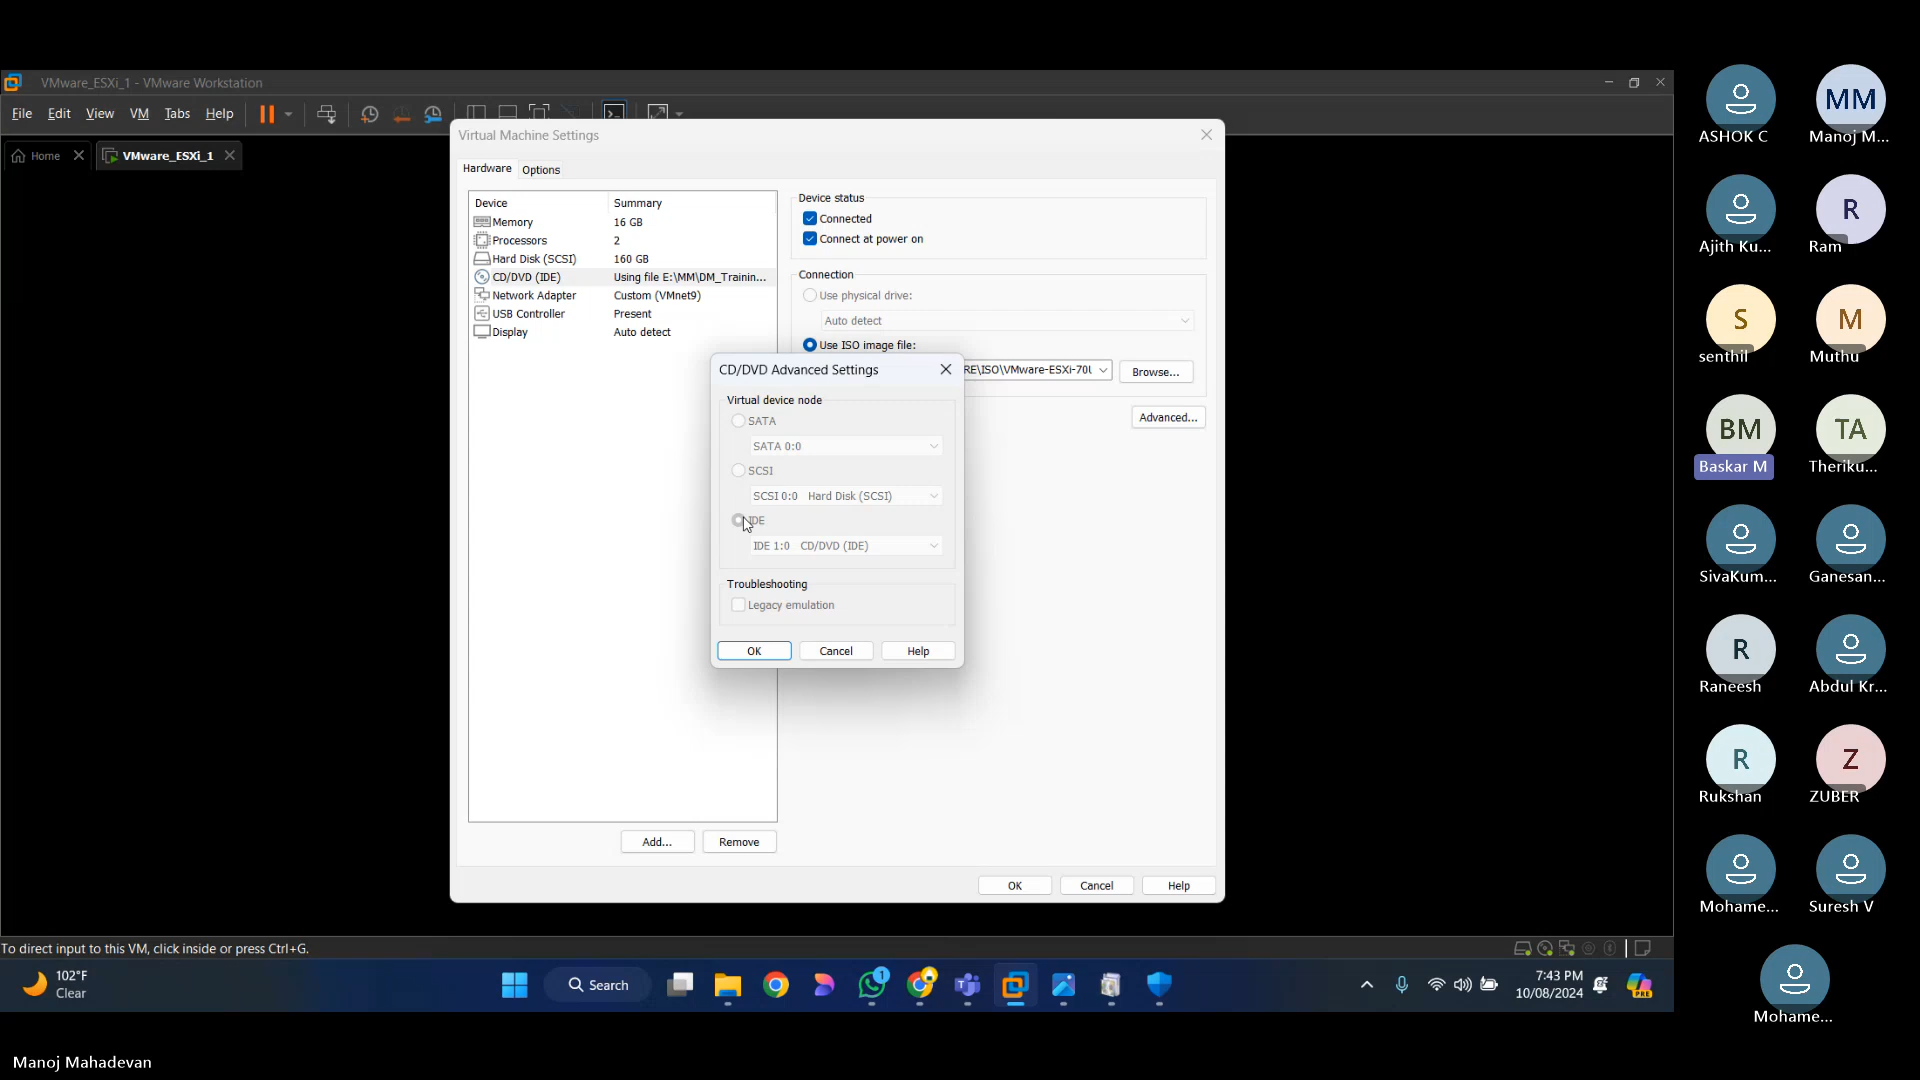 VMware_ESXi_1 - VMware Workstation
File Edit View VM Tabs Help
Home
VMware_ESXi_1
Virtual Machine Settings
Hardware Options
Device Summary
Memory 16 GB
Processors 2
Hard Disk (SCSI) 160 GB
CD/DVD (IDE) Using file E:\MM\DM_Trainin...
Network Adapter Custom (VMnet9)
USB Controller Present
Display Auto detect
Add... Remove
Device status
Connected
Connect at power on
Connection
Use physical drive:
Auto detect
Use ISO image file:
RE\ISO\VMware-ESXi-70U Browse...
Advanced...
CD/DVD Advanced Settings
Virtual device node
SATA
SATA 0:0
SCSI
SCSI 0:0 Hard Disk (SCSI)
IDE
IDE 1:0 CD/DVD (IDE)
Troubleshooting
Legacy emulation
OK Cancel Help
OK Cancel Help
To direct input to this VM, click inside or press Ctrl+G.
102°F
Clear
Search
1
PRE
7:43 PM
10/08/2024
Manoj Mahadevan
ASHOK C
MM
Manoj M...
Ajith Ku...
R
Ram
S
senthil
M
Muthu
BM
Baskar M
TA
Theriku...
SivaKum...
Ganesan...
R
Raneesh
Abdul Kr...
R
Rukshan
Z
ZUBER
Mohame...
Suresh V
Mohame...